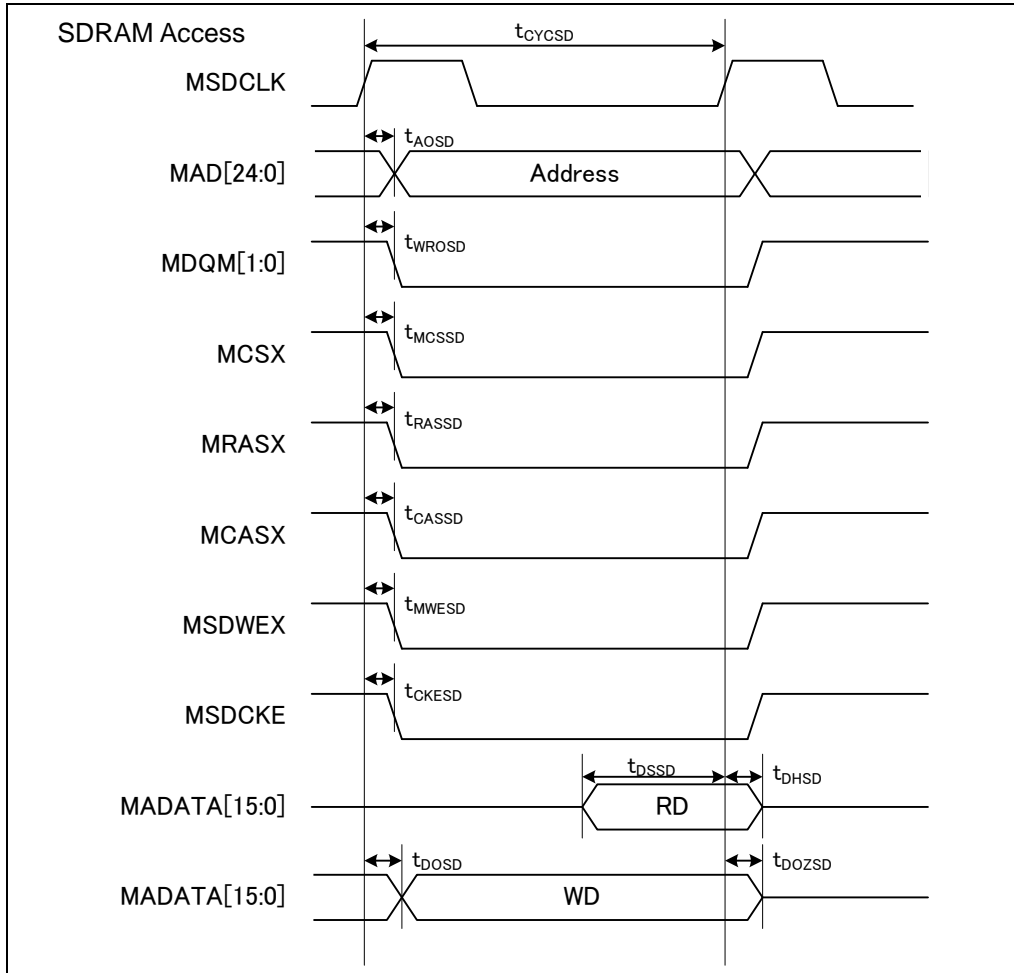 SDRAM Access
tCYCSD
MSDCLK
tAOSD
MAD[24:0]
Address
tWROSD
MDQM[1:0]
tMCSSD
MCSX
tRASSD
MRASX
tCASSD
MCASX
tMWESD
MSDWEX
tCKESD
MSDCKE
tDSSD
tDHSD
MADATA[15:0]
RD
tDOSD
tDOZSD
MADATA[15:0]
WD